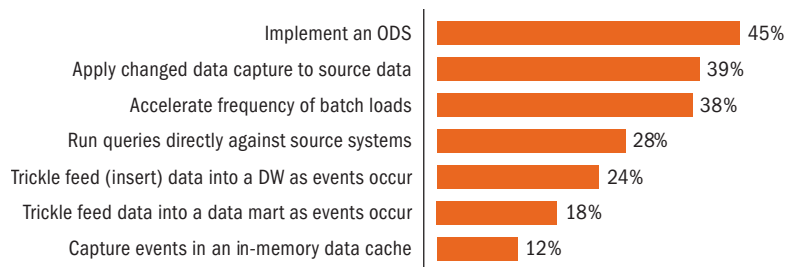 Implement an ODS 45%
Apply changed data capture to source data 39%
Accelerate frequency of batch loads 38%
Run queries directly against source systems 28%
Trickle feed (insert) data into a DW as events occur 24%
Trickle feed data into a data mart as events occur 18%
Capture events in an in-memory data cache 12%